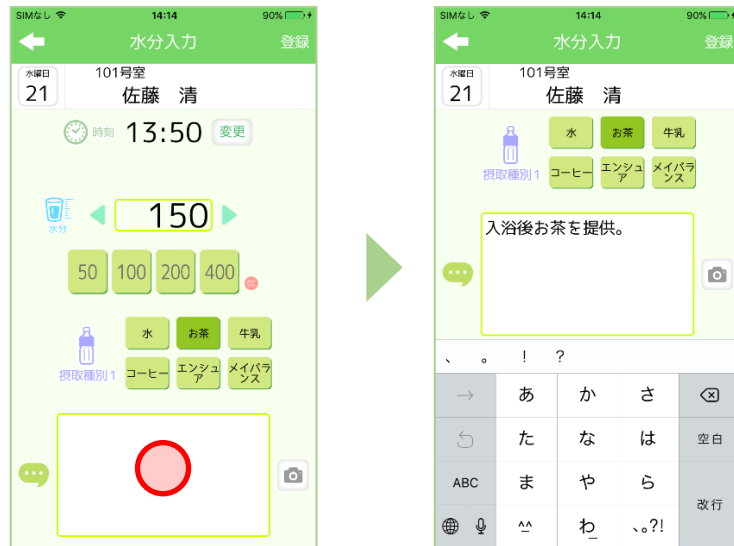 SIMなし 14:14 90%
水分入力 登録
水曜日 101号室
21 佐藤 清
時刻 13:50 変更
150
水分
50 100 200 400 cc
水 お茶 牛乳
摂取種別1 コーヒー エンシュア メイバランス
SIMなし 14:14 90%
水分入力 登録
水曜日 101号室
21 佐藤 清
水 お茶 牛乳
摂取種別1 コーヒー エンシュア メイバランス
入浴後お茶を提供。
、 。 ! ?
→ あ か さ
た な は 空白
ABC ま や ら
^^ わ_ 、。?! 改行